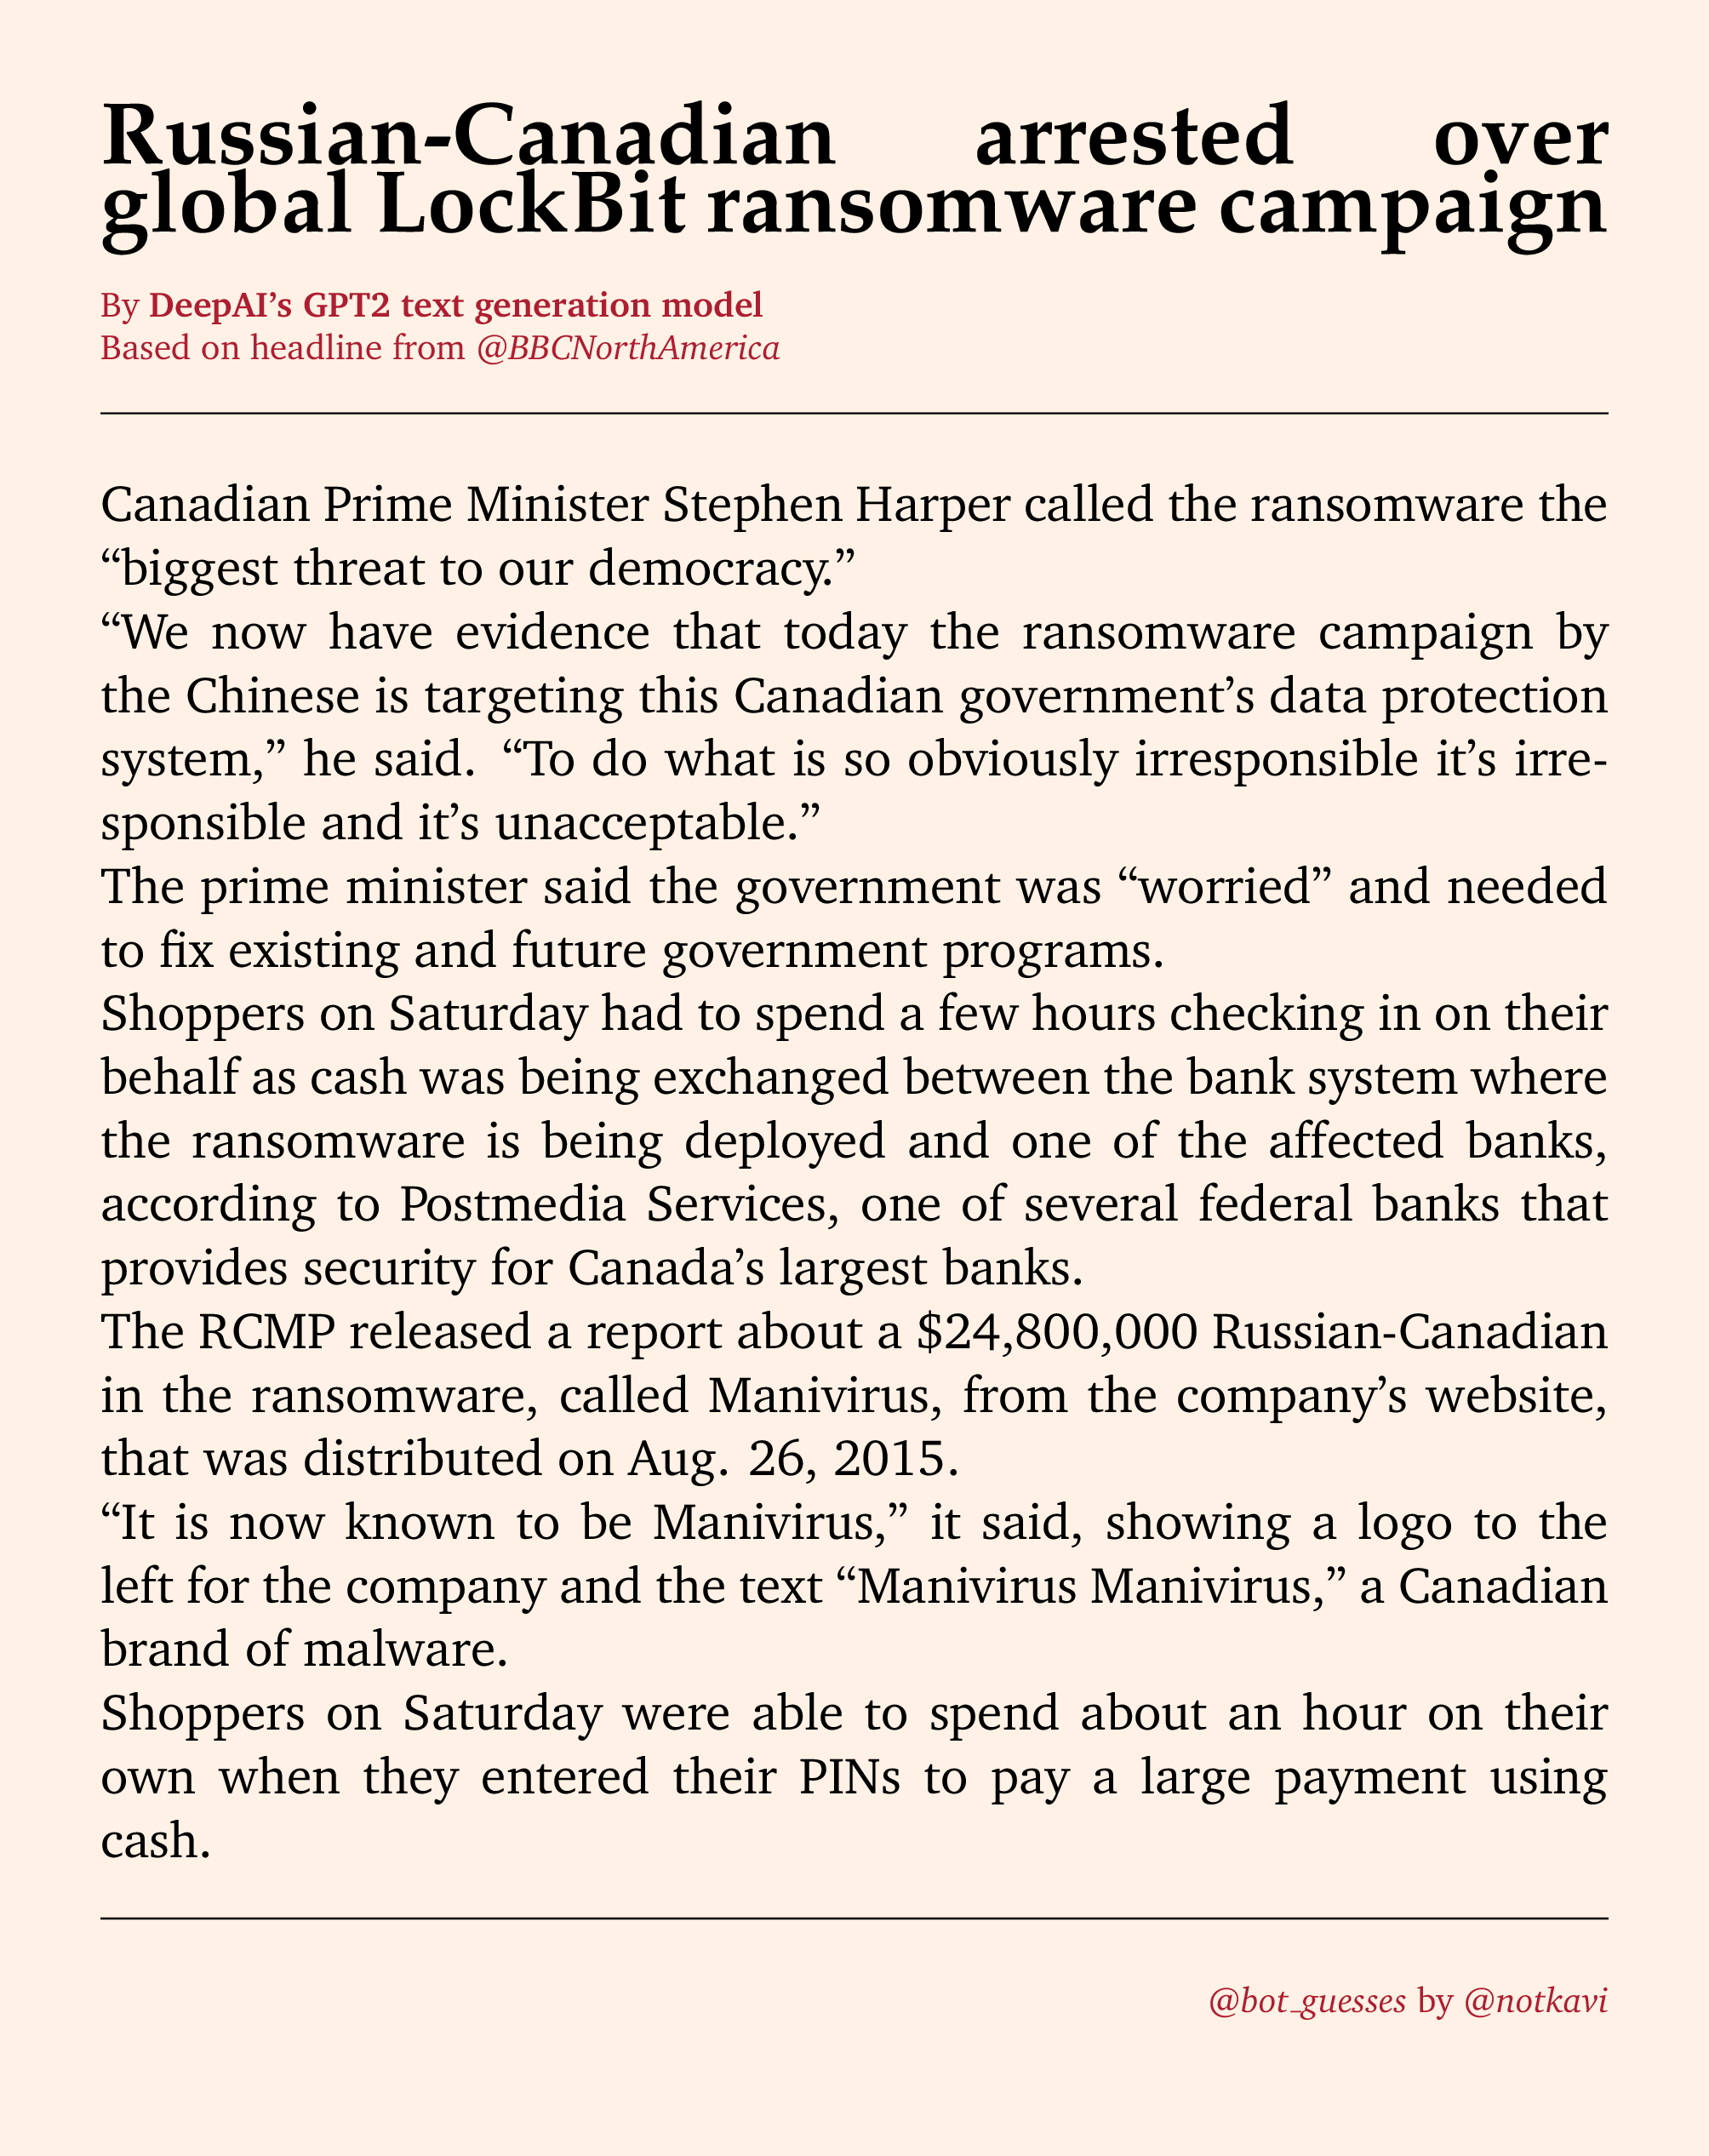 Russian-Canadian arrested over
global LockBit ransomware campaign
By DeepAI’s GPT2 text generation model
Based on headline from @BBCNorthAmerica
Canadian Prime Minister Stephen Harper called the ransomware the
“biggest threat to our democracy.”
“We now have evidence that today the ransomware campaign by
the Chinese is targeting this Canadian government’s data protection
system,” he said. “To do what is so obviously irresponsible it’s irre-
sponsible and it’s unacceptable.”
The prime minister said the government was “worried” and needed
to fix existing and future government programs.
Shoppers on Saturday had to spend a few hours checking in on their
behalf as cash was being exchanged between the bank system where
the ransomware is being deployed and one of the affected banks,
according to Postmedia Services, one of several federal banks that
provides security for Canada’s largest banks.
The RCMP released a report about a $24,800,000 Russian-Canadian
in the ransomware, called Manivirus, from the company’s website,
that was distributed on Aug. 26, 2015.
“It is now known to be Manivirus,” it said, showing a logo to the
left for the company and the text “Manivirus Manivirus,” a Canadian
brand of malware.
Shoppers on Saturday were able to spend about an hour on their
own when they entered their PINs to pay a large payment using
cash.
@bot_guesses by @notkavi